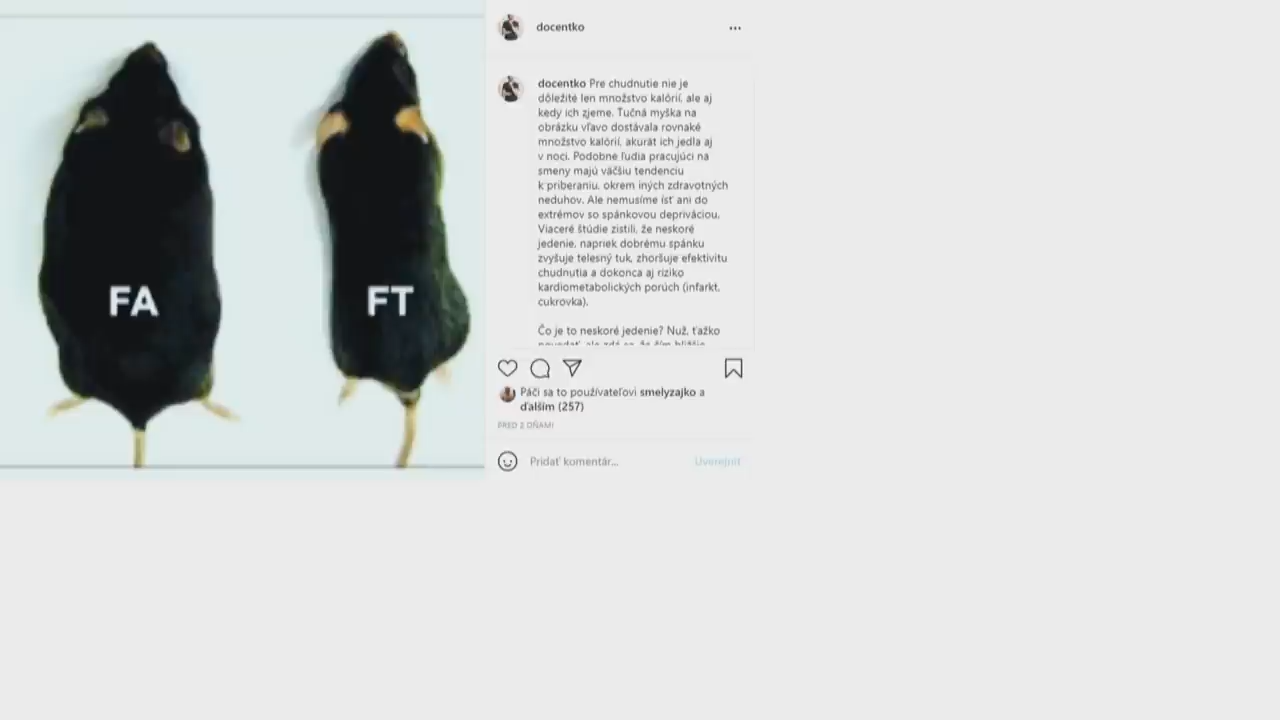 FA
FT
docentko
docentko Pre chudnutie nie je
dôležité len množstvo kalórií, ale aj
kedy ich zjeme. Tučná myška na
obrázku vľavo dostávala rovnaké
množstvo kalórií, akurát ich jedla aj
v noci. Podobne ľudia pracujúci na
smeny majú väčšiu tendenciu
k priberaniu, okrem iných zdravotných
neduhov. Ale nemusíme ísť ani do
extrémov so spánkovou depriváciou.
Viaceré štúdie zistili, že neskoré
jedenie, napriek dobrému spánku
zvyšuje telesný tuk, zhoršuje efektivitu
chudnutia a dokonca aj riziko
kardiometabolických porúch (infarkt,
cukrovka).
Čo je to neskoré jedenie? Nuž, ťažko
Páči sa to používateľovi smelyzajko a
ďalším (257)
PRED 2 DŇAMI
Pridať komentár...
Uverejniť